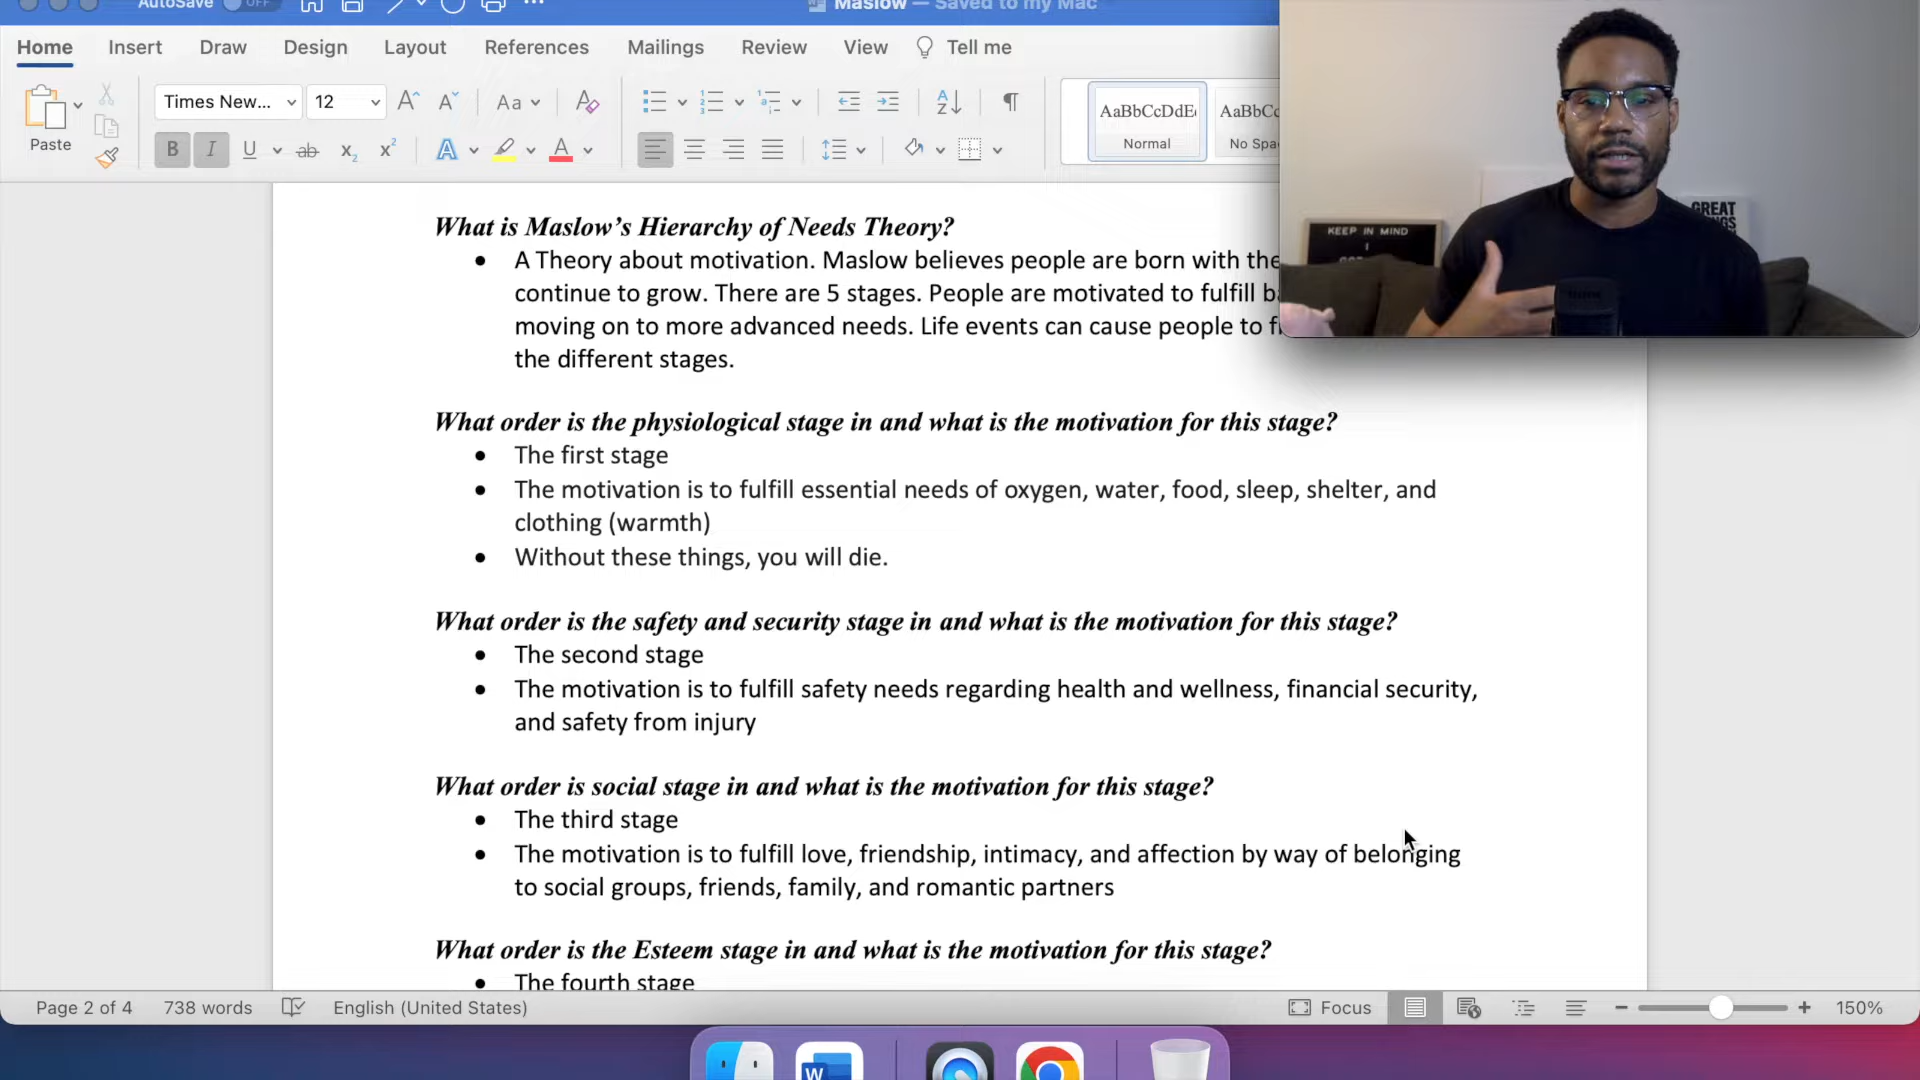 AutoSave OFF
Maslow — Saved to my Mac
Home Insert Draw Design Layout References Mailings Review View Tell me
Times New... 12 Aa
AaBbCcDdEe AaBbCc
Paste
Normal No Spa
KEEP IN MIND
I
GREAT
What is Maslow’s Hierarchy of Needs Theory?
• A Theory about motivation. Maslow believes people are born with the
continue to grow. There are 5 stages. People are motivated to fulfill ba
moving on to more advanced needs. Life events can cause people to f
the different stages.
What order is the physiological stage in and what is the motivation for this stage?
• The first stage
• The motivation is to fulfill essential needs of oxygen, water, food, sleep, shelter, and
clothing (warmth)
• Without these things, you will die.
What order is the safety and security stage in and what is the motivation for this stage?
• The second stage
• The motivation is to fulfill safety needs regarding health and wellness, financial security,
and safety from injury
What order is social stage in and what is the motivation for this stage?
• The third stage
• The motivation is to fulfill love, friendship, intimacy, and affection by way of belonging
to social groups, friends, family, and romantic partners
What order is the Esteem stage in and what is the motivation for this stage?
• The fourth stage
Page 2 of 4 738 words English (United States) Focus 150%